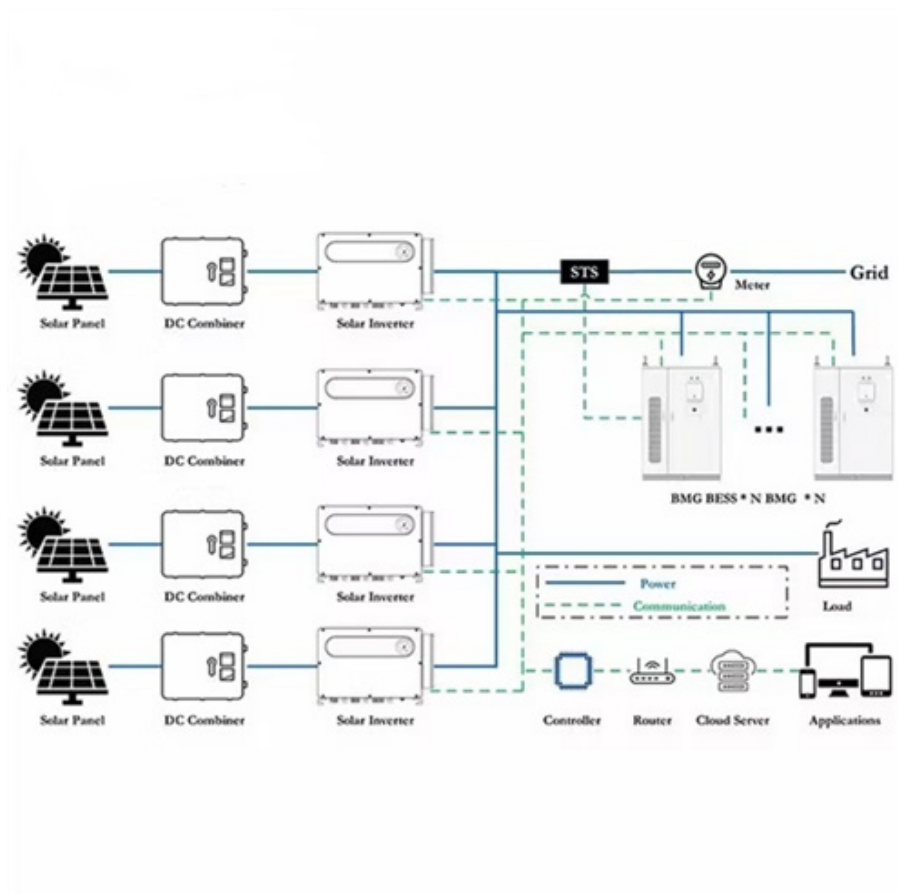 STS
Grid
Meter
Solar Panel DC Combiner Solar Inverter
Solar Panel DC Combiner Solar Inverter
BMG BESS * N BMG * N
Solar Panel DC Combiner Solar Inverter
Power
Communication
Load
Solar Panel DC Combiner Solar Inverter
Controller Router Cloud Server Applications